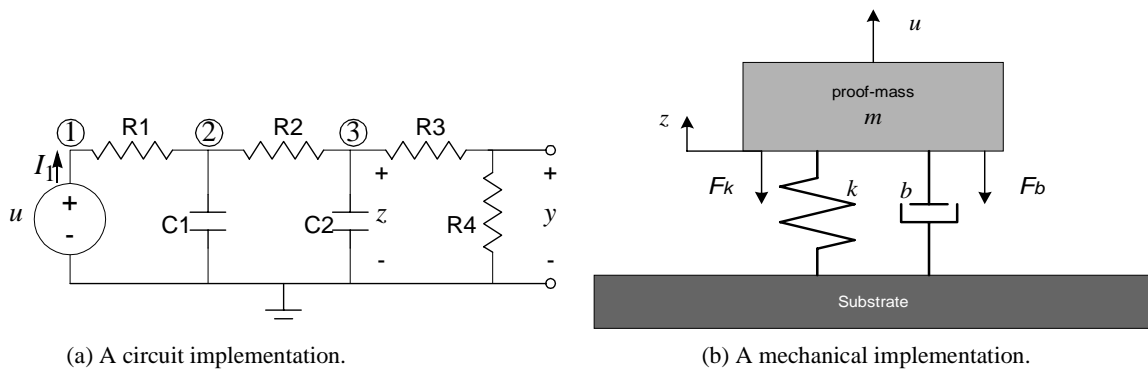 ① R1 ② R2 ③ R3
I1
u
+
-
C1
C2
+
z
-
R4
+
y
-
(a) A circuit implementation.
u
proof-mass
m
z
Fk
k
b
Fb
Substrate
(b) A mechanical implementation.